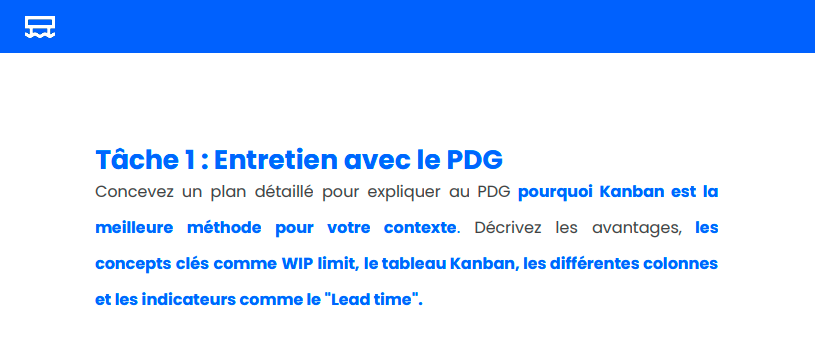 Tâche 1 : Entretien avec le PDG
Concevez un plan détaillé pour expliquer au PDG pourquoi Kanban est la
meilleure méthode pour votre contexte. Décrivez les avantages, les
concepts clés comme WIP limit, le tableau Kanban, les différentes colonnes
et les indicateurs comme le "Lead time".